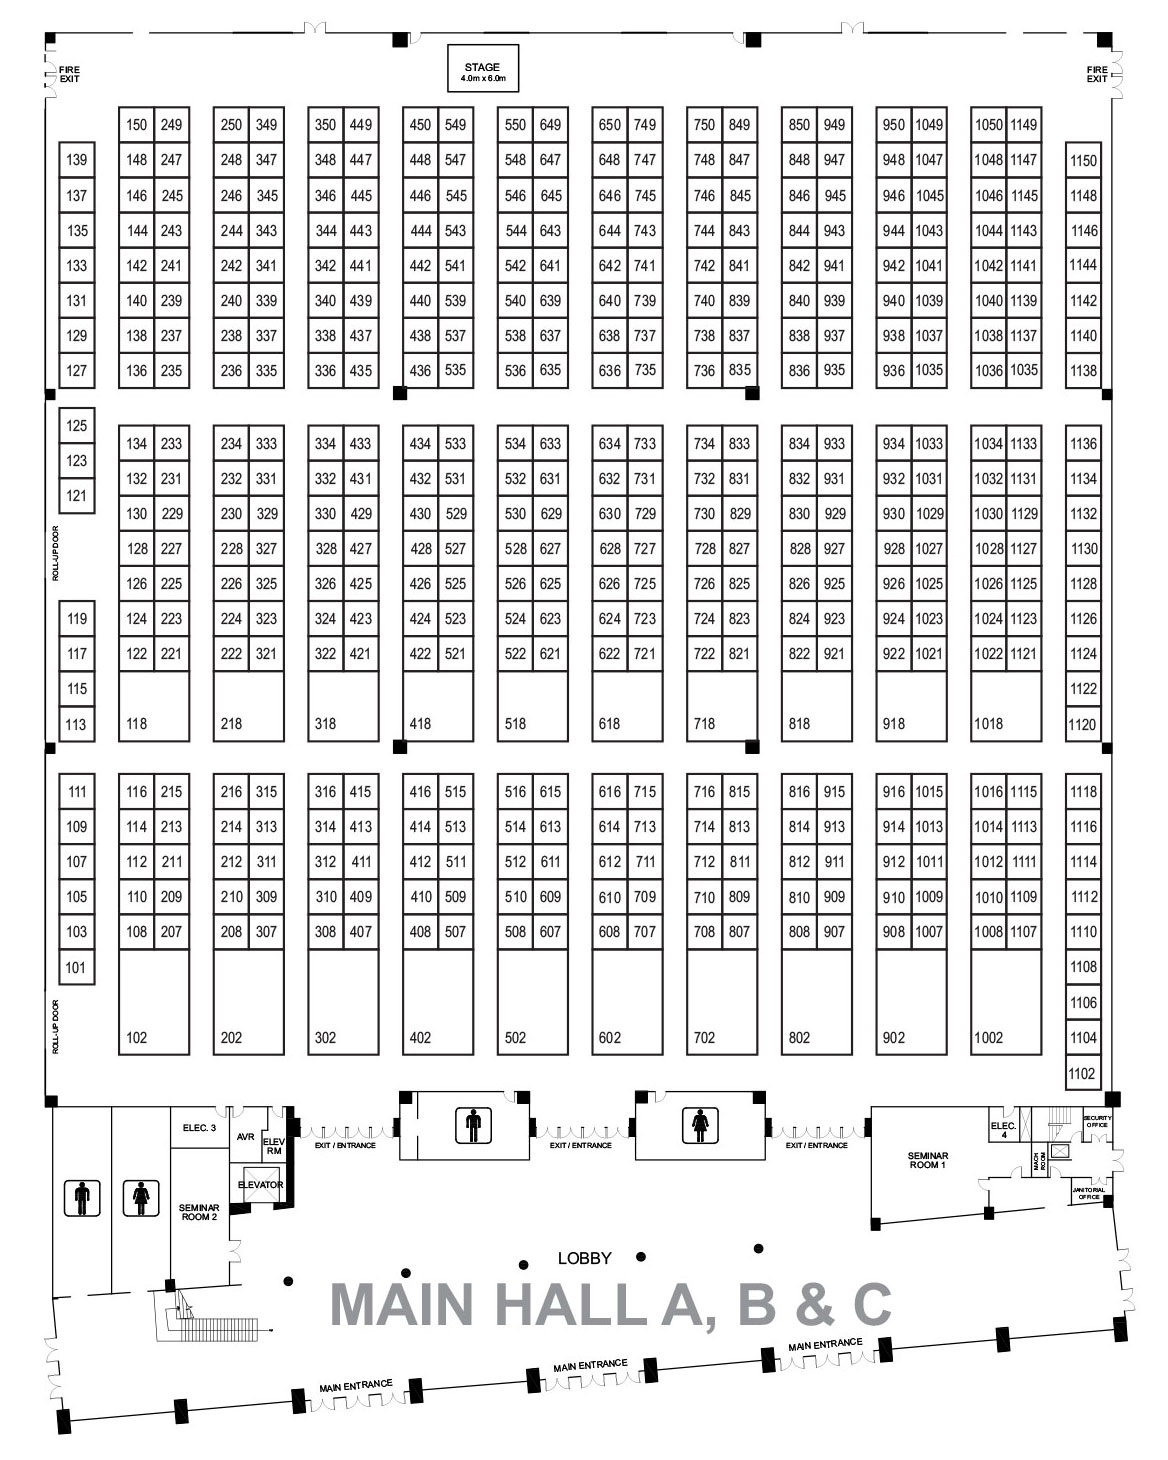 STAGE
4.0m x 6.0m
FIRE
EXIT
FIRE
EXIT
150 249 250 349 350 449 450 549 550 649 650 749 750 849 850 949 950 1049 1050 1149
139 148 247 248 347 348 447 448 547 548 647 648 747 748 847 848 947 948 1047 1048 1147 1150
137 146 245 246 345 346 445 446 545 546 645 646 745 746 845 846 945 946 1045 1046 1145 1148
135 144 243 244 343 344 443 444 543 544 643 644 743 744 843 844 943 944 1043 1044 1143 1146
133 142 241 242 341 342 441 442 541 542 641 642 741 742 841 842 941 942 1041 1042 1141 1144
131 140 239 240 339 340 439 440 539 540 639 640 739 740 839 840 939 940 1039 1040 1139 1142
129 138 237 238 337 338 437 438 537 538 637 638 737 738 837 838 937 938 1037 1038 1137 1140
127 136 235 236 335 336 435 436 535 536 635 636 735 736 835 836 935 936 1035 1036 1035 1138
125
134 233 234 333 334 433 434 533 534 633 634 733 734 833 834 933 934 1033 1034 1133 1136
123
132 231 232 331 330 431 432 531 532 631 632 731 732 831 832 931 932 1031 1032 1131 1134
121
130 229 230 329 330 429 430 529 530 629 630 729 730 829 830 929 930 1029 1030 1129 1132
ROLL-UP DOOR
128 227 228 327 328 427 428 527 528 627 628 727 728 827 828 927 928 1027 1028 1127 1130
126 225 226 325 326 425 426 525 526 625 626 725 726 825 826 925 926 1025 1026 1125 1128
119 124 223 224 323 324 423 424 523 524 623 624 723 724 823 824 923 924 1023 1024 1123 1126
117 122 221 222 321 322 421 422 521 522 621 622 721 722 821 822 921 922 1021 1022 1121 1124
115 1122
113 118 218 318 418 518 618 718 818 918 1018 1120
111 116 215 216 315 316 415 416 515 516 615 616 715 716 815 816 915 916 1015 1016 1115 1118
109 114 213 214 313 314 413 414 513 514 613 614 713 714 813 814 913 914 1013 1014 1113 1116
107 112 211 212 311 312 411 412 511 512 611 612 711 712 811 812 911 912 1011 1012 1111 1114
105 110 209 210 309 310 409 410 509 510 609 610 709 710 809 810 909 910 1009 1010 1109 1112
103 108 207 208 307 308 407 408 507 508 607 608 707 708 807 808 907 908 1007 1008 1107 1110
101 1108
1106
ROLL-UP DOOR
102 202 302 402 502 602 702 802 902 1002 1104
1102
ELEC. 3
AVR
ELEV
RM
ELEVATOR
SEMINAR
ROOM 2
EXIT / ENTRANCE
EXIT / ENTRANCE
EXIT / ENTRANCE
SEMINAR
ROOM 1
ELEC.
4
MACH
ROOM
SECURITY
OFFICE
JANITORIAL
OFFICE
LOBBY
MAIN HALL A, B & C
MAIN ENTRANCE
MAIN ENTRANCE
MAIN ENTRANCE